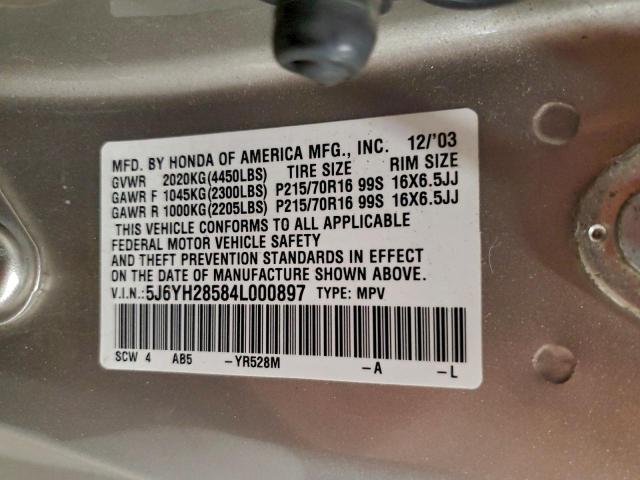 MFD. BY HONDA OF AMERICA MFG., INC. 12/'03
GVWR 2020KG(4450LBS) TIRE SIZE RIM SIZE
GAWR F 1045KG(2300LBS) P215/70R16 99S 16X6.5JJ
GAWR R 1000KG(2205LBS) P215/70R16 99S 16X6.5JJ
THIS VEHICLE CONFORMS TO ALL APPLICABLE
FEDERAL MOTOR VEHICLE SAFETY
AND THEFT PREVENTION STANDARDS IN EFFECT
ON THE DATE OF MANUFACTURE SHOWN ABOVE.
V.I.N.:5J6YH28584L000897 TYPE: MPV
SCW 4 AB5 -YR528M -A -L